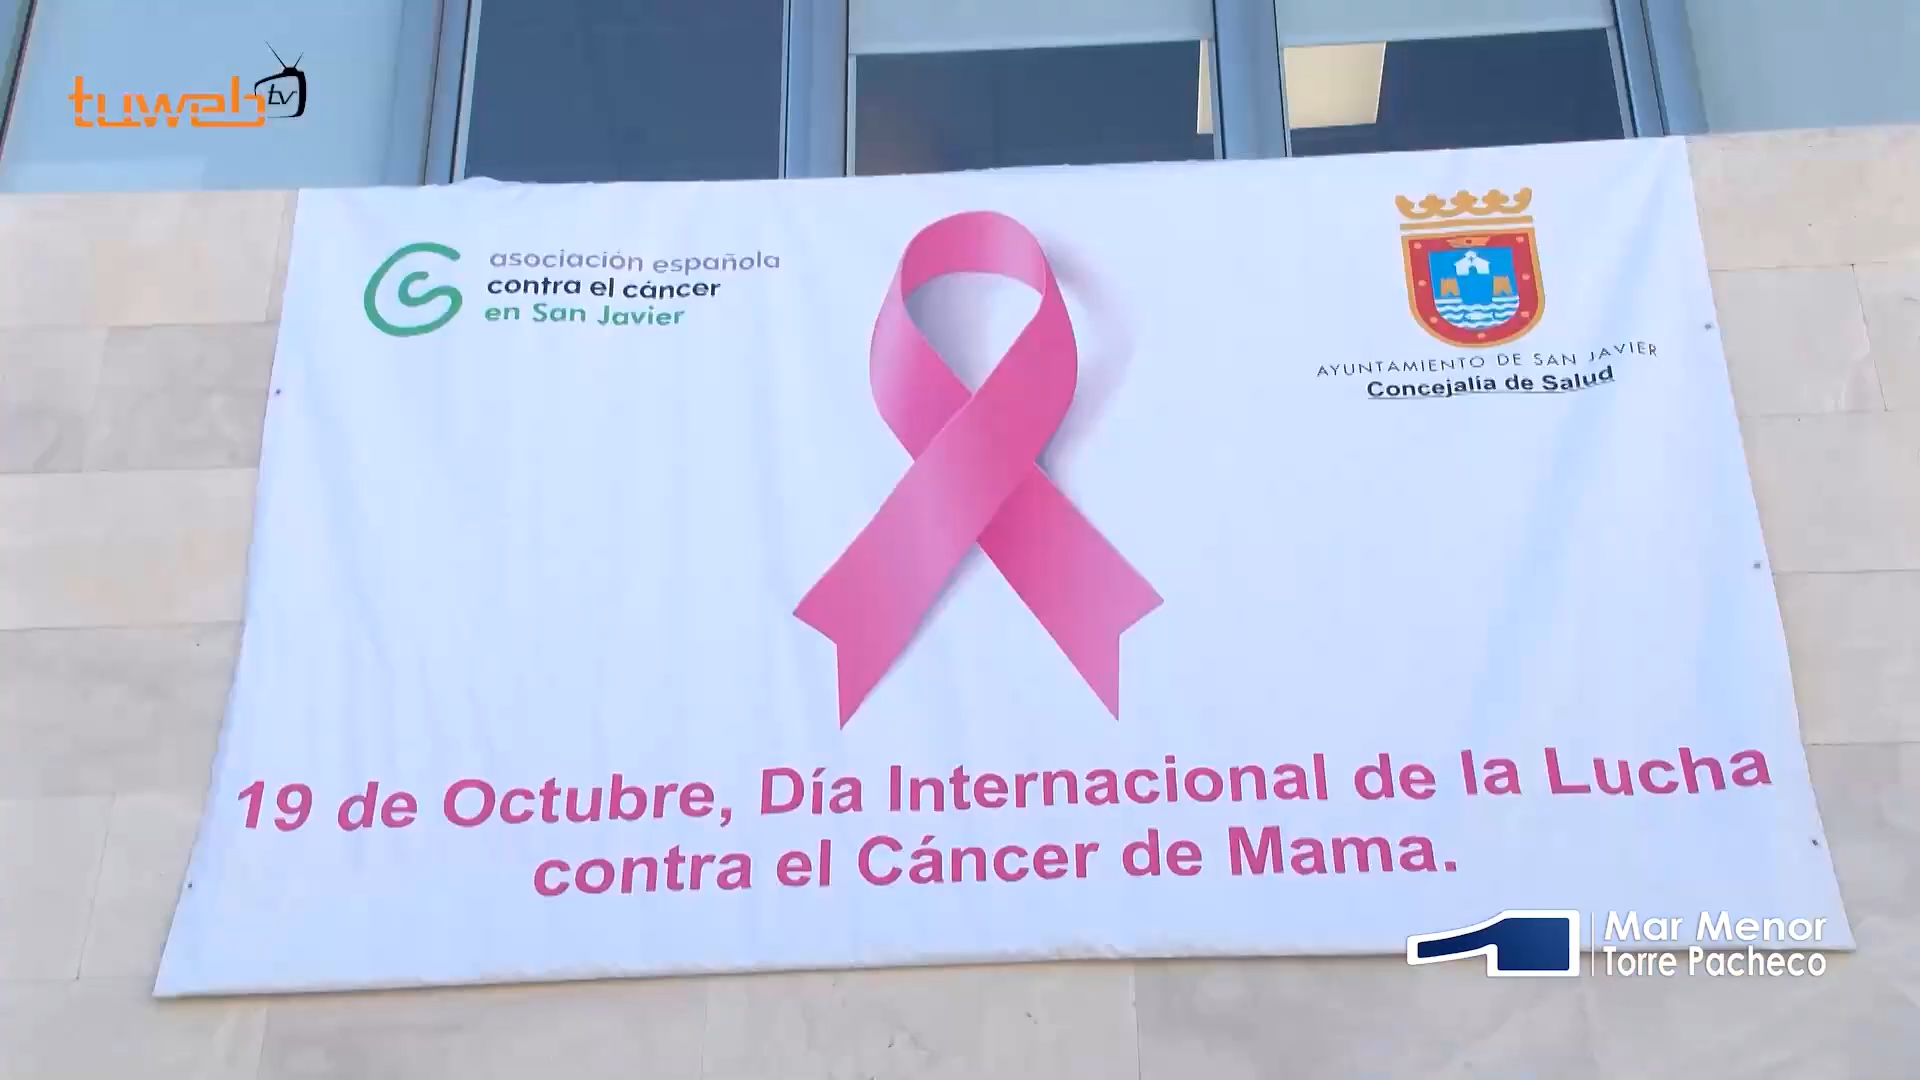 tuweb tv
asociación española
contra el cáncer
en San Javier
AYUNTAMIENTO DE SAN JAVIER
Concejalía de Salud
19 de Octubre, Día Internacional de la Lucha
contra el Cáncer de Mama.
1 Mar Menor
Torre Pacheco